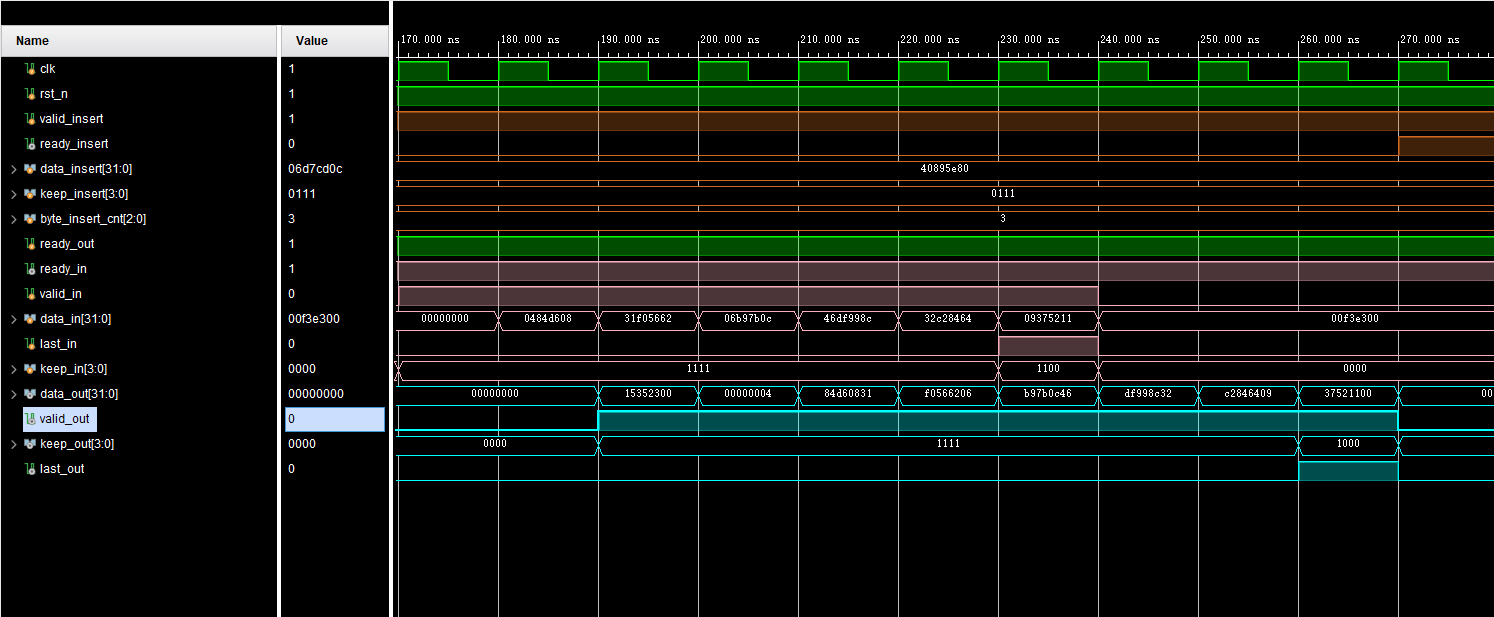 Name Value
170.000 ns 180.000 ns 190.000 ns 200.000 ns 210.000 ns 220.000 ns 230.000 ns 240.000 ns 250.000 ns 260.000 ns 270.000 ns
clk 1
rst_n 1
valid_insert 1
ready_insert 0
data_insert[31:0] 06d7cd0c 40895e80
keep_insert[3:0] 0111 0111
byte_insert_cnt[2:0] 3 3
ready_out 1
ready_in 1
valid_in 0
data_in[31:0] 00f3e300 00000000 0484d608 31f05662 06b97b0c 46df998c 32c28464 09375211 00f3e300
last_in 0
keep_in[3:0] 0000 1111 1100 0000
data_out[31:0] 00000000 00000000 15352300 00000004 84d60831 f0566206 b97b0c46 df998c32 c2846409 37521100 00
valid_out 0
keep_out[3:0] 0000 0000 1111 1000
last_out 0